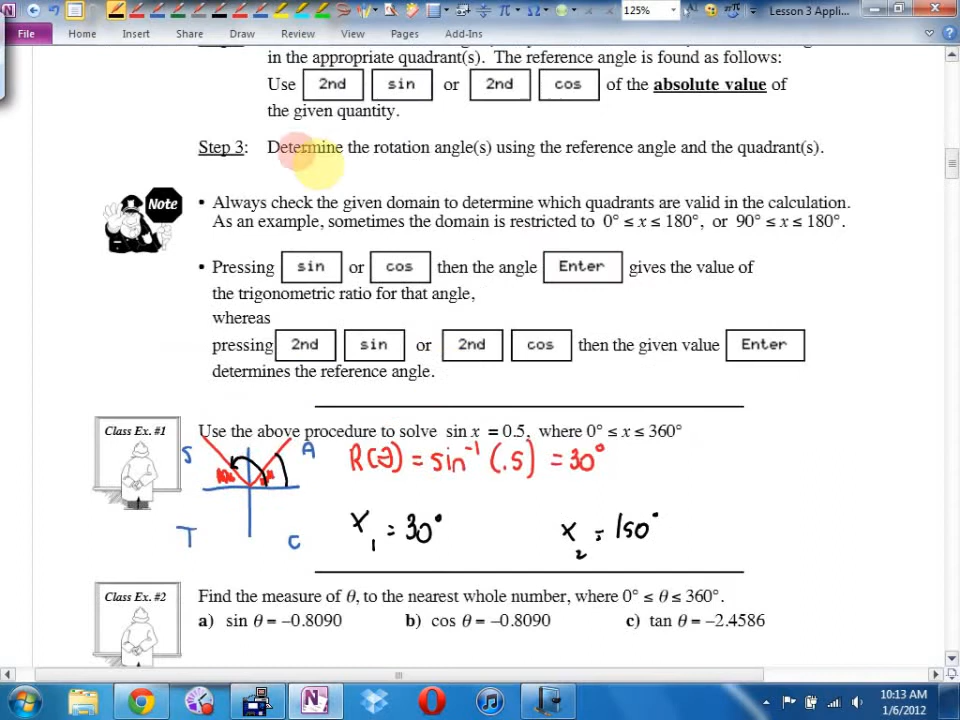 125%
Lesson 3 Appli...
File Home Insert Share Draw Review View Pages Add-Ins
in the appropriate quadrant(s). The reference angle is found as follows:
Use 2nd sin or 2nd cos of the absolute value of
the given quantity.
Step 3: Determine the rotation angle(s) using the reference angle and the quadrant(s).
Note
• Always check the given domain to determine which quadrants are valid in the calculation.
As an example, sometimes the domain is restricted to 0° ≤ x ≤ 180°, or 90° ≤ x ≤ 180°.
• Pressing sin or cos then the angle Enter gives the value of
the trigonometric ratio for that angle,
whereas
pressing 2nd sin or 2nd cos then the given value Enter
determines the reference angle.
Class Ex. #1
Use the above procedure to solve sin x = 0.5, where 0° ≤ x ≤ 360°
S A
R(θ) = sin⁻¹ (.5) = 30°
T C
x₁ = 30° x₂ = 150°
Class Ex. #2
Find the measure of θ, to the nearest whole number, where 0° ≤ θ ≤ 360°.
a) sin θ = –0.8090 b) cos θ = –0.8090 c) tan θ = –2.4586
10:13 AM
1/6/2012